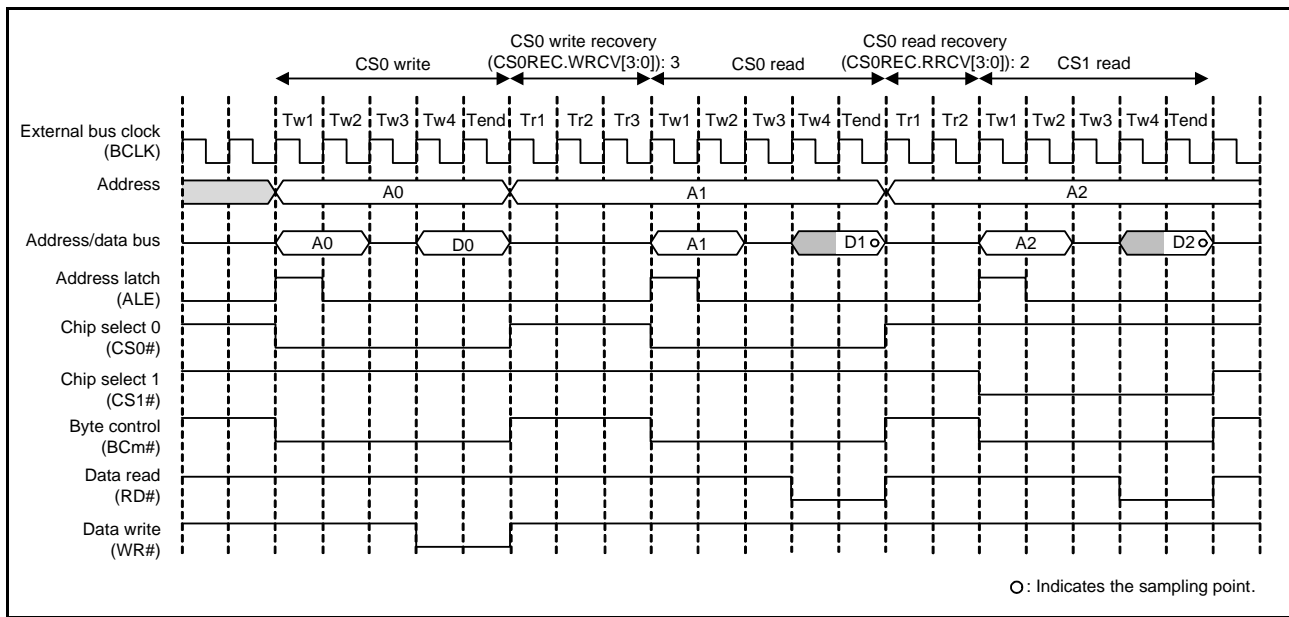 CS0 write
CS0 write recovery
(CS0REC.WRCV[3:0]): 3
CS0 read
CS0 read recovery
(CS0REC.RRCV[3:0]): 2
CS1 read
Tw1 Tw2 Tw3 Tw4 Tend Tr1 Tr2 Tr3 Tw1 Tw2 Tw3 Tw4 Tend Tr1 Tr2 Tw1 Tw2 Tw3 Tw4 Tend
External bus clock
(BCLK)
Address
A0 A1 A2
Address/data bus
A0 D0 A1 D1 A2 D2
Address latch
(ALE)
Chip select 0
(CS0#)
Chip select 1
(CS1#)
Byte control
(BCm#)
Data read
(RD#)
Data write
(WR#)
: Indicates the sampling point.